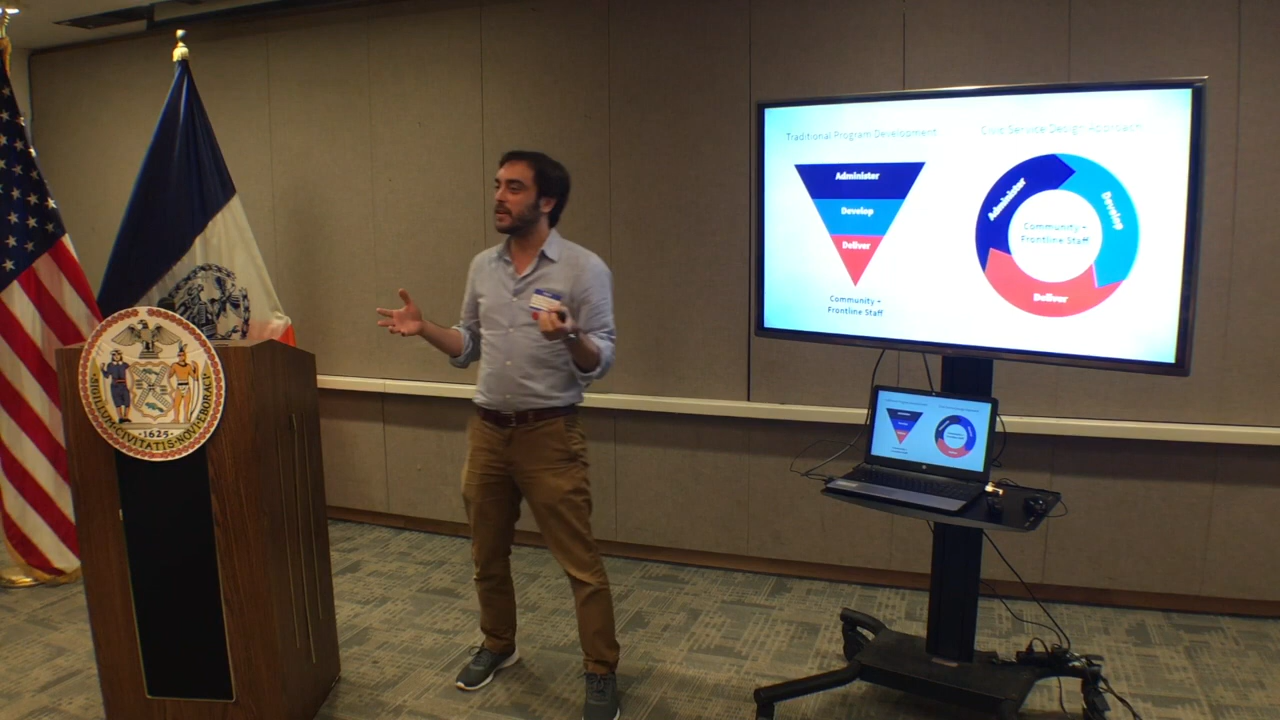 Traditional Program Development
Administer
Develop
Deliver
Community +
Frontline Staff
Civic Service Design Approach
Administer
Develop
Community +
Frontline Staff
Deliver
SIGILLUM·CIVITATIS·NOVI·EBORACI
·1625·